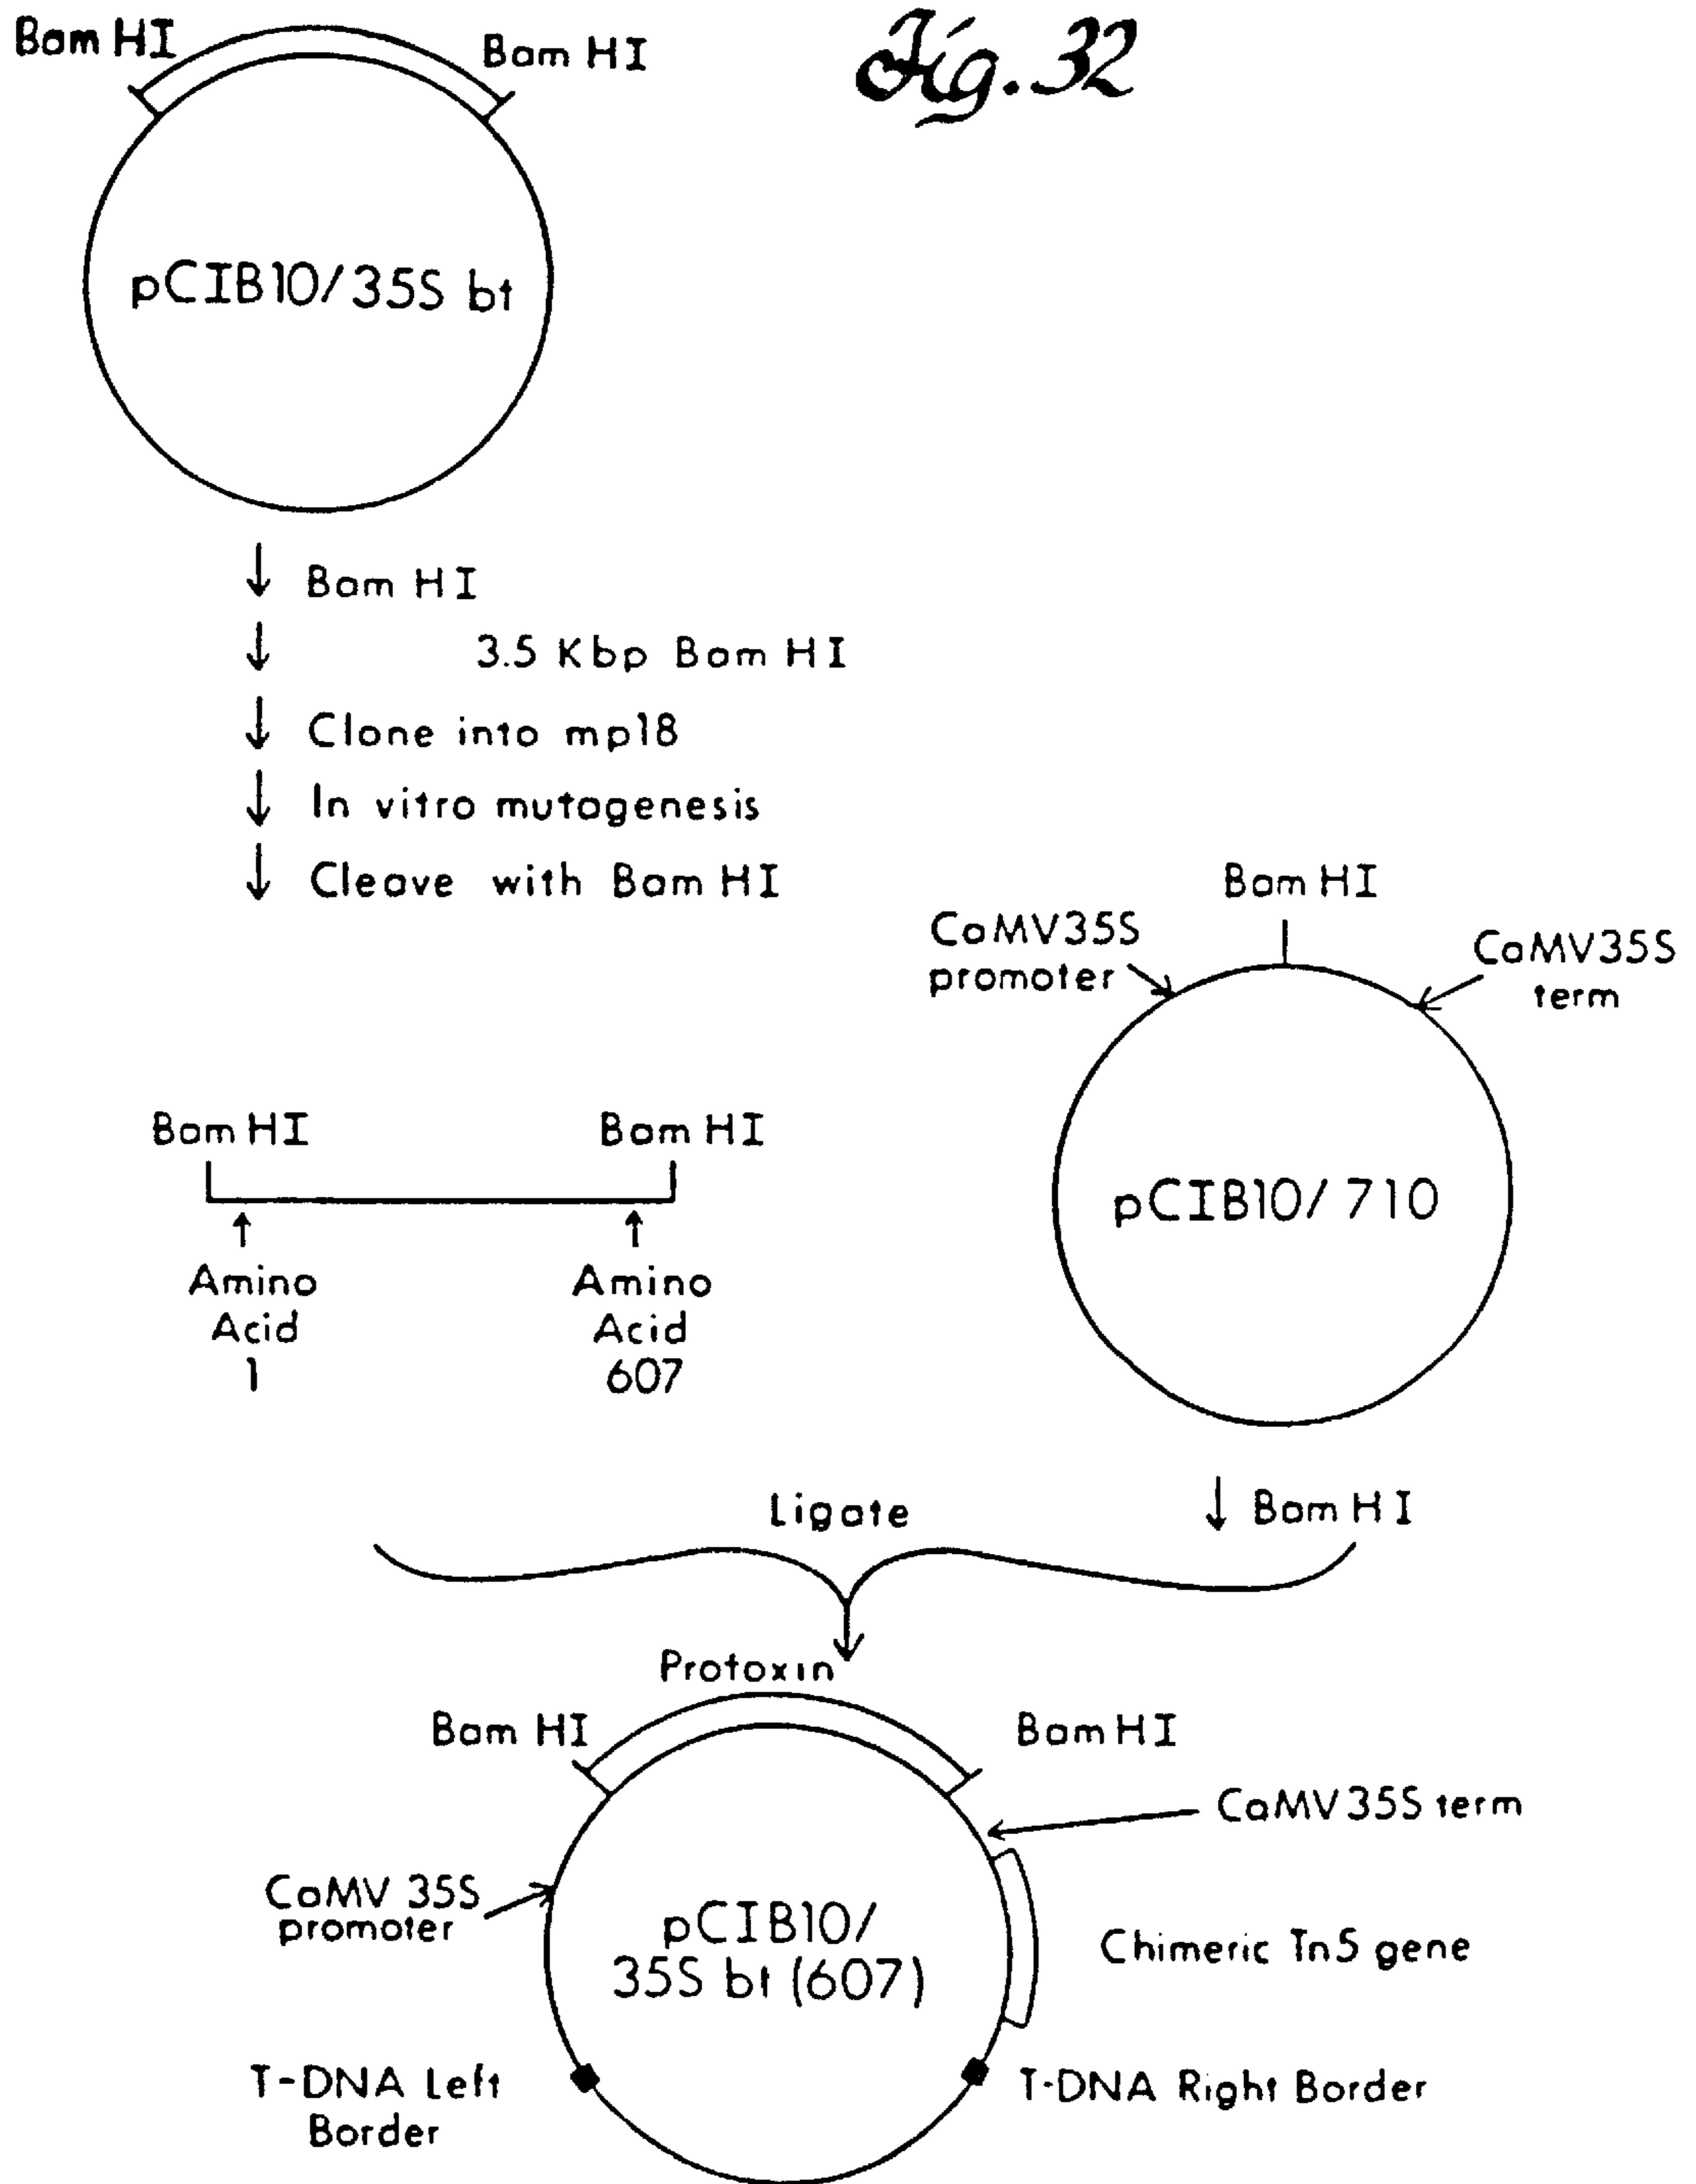 Fig. 32
Bam HI
Bam HI
pCIB10/35S bt
Bam HI
3.5 Kbp Bam HI
Clone into mp18
In vitro mutagenesis
Cleave with Bam HI
Bam HI
CaMV35S
promoter
CaMV35S
term
pCIB10/710
Bam HI
Bam HI
Amino
Acid
1
Amino
Acid
607
Bam HI
Ligate
Protoxin
Bam HI
Bam HI
CaMV35S term
CaMV 35S
promoter
pCIB10/
35S bt (607)
Chimeric Tn5 gene
T-DNA Left
Border
T-DNA Right Border